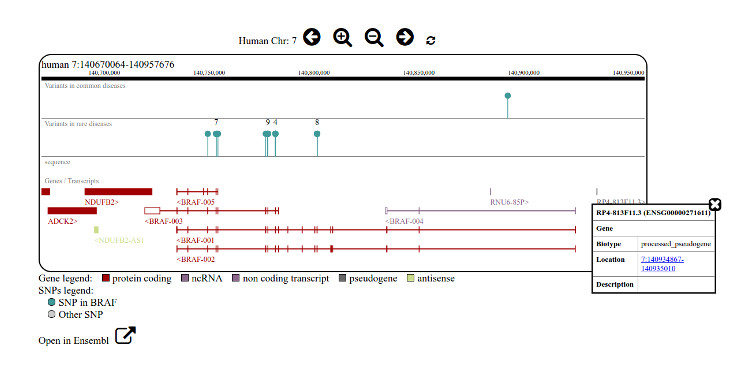 Human Chr: 7
human 7:140670064-140957676
140,700,000 140,750,000 140,800,000 140,850,000 140,900,000 140,950,000
Variants in common diseases
Variants in rare diseases
7 9 4 8
sequence
Genes / Transcripts
NDUFB2> <BRAF-005 RNU6-85P> RP4-813F11.3>
ADCK2> <BRAF-003 <BRAF-004
<NDUFB2-AS1 <BRAF-001
<BRAF-002
RP4-813F11.3 (ENSG00000271611)
Gene
Biotype processed_pseudogene
Location 7:140934867-
140935010
Description
Gene legend: protein coding ncRNA non coding transcript pseudogene antisense
SNPs legend:
SNP in BRAF
Other SNP
Open in Ensembl